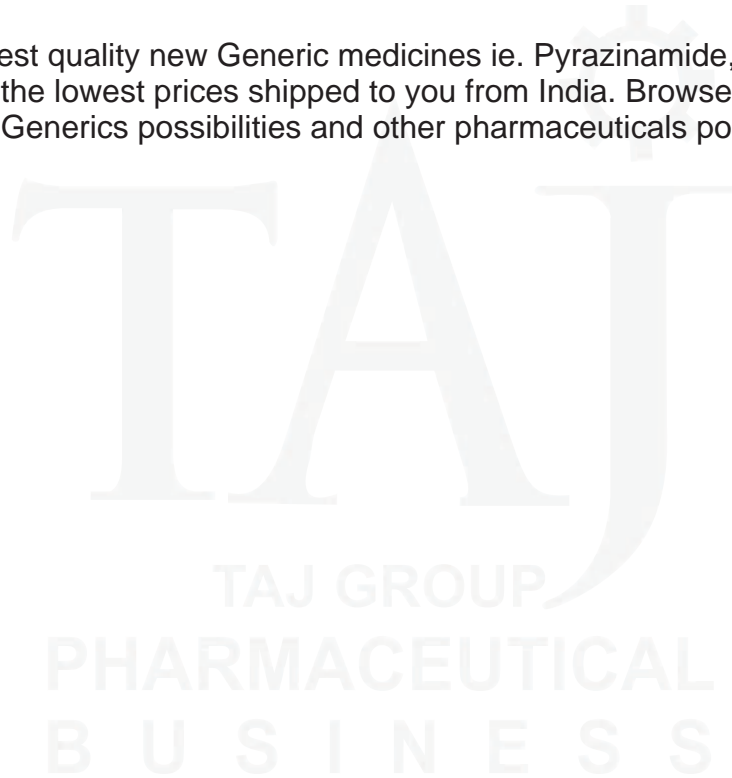 est quality new Generic medicines ie. Pyrazinamide,
the lowest prices shipped to you from India. Browse
Generics possibilities and other pharmaceuticals po
TAJ
TAJ GROUP
PHARMACEUTICAL
BUSINESS